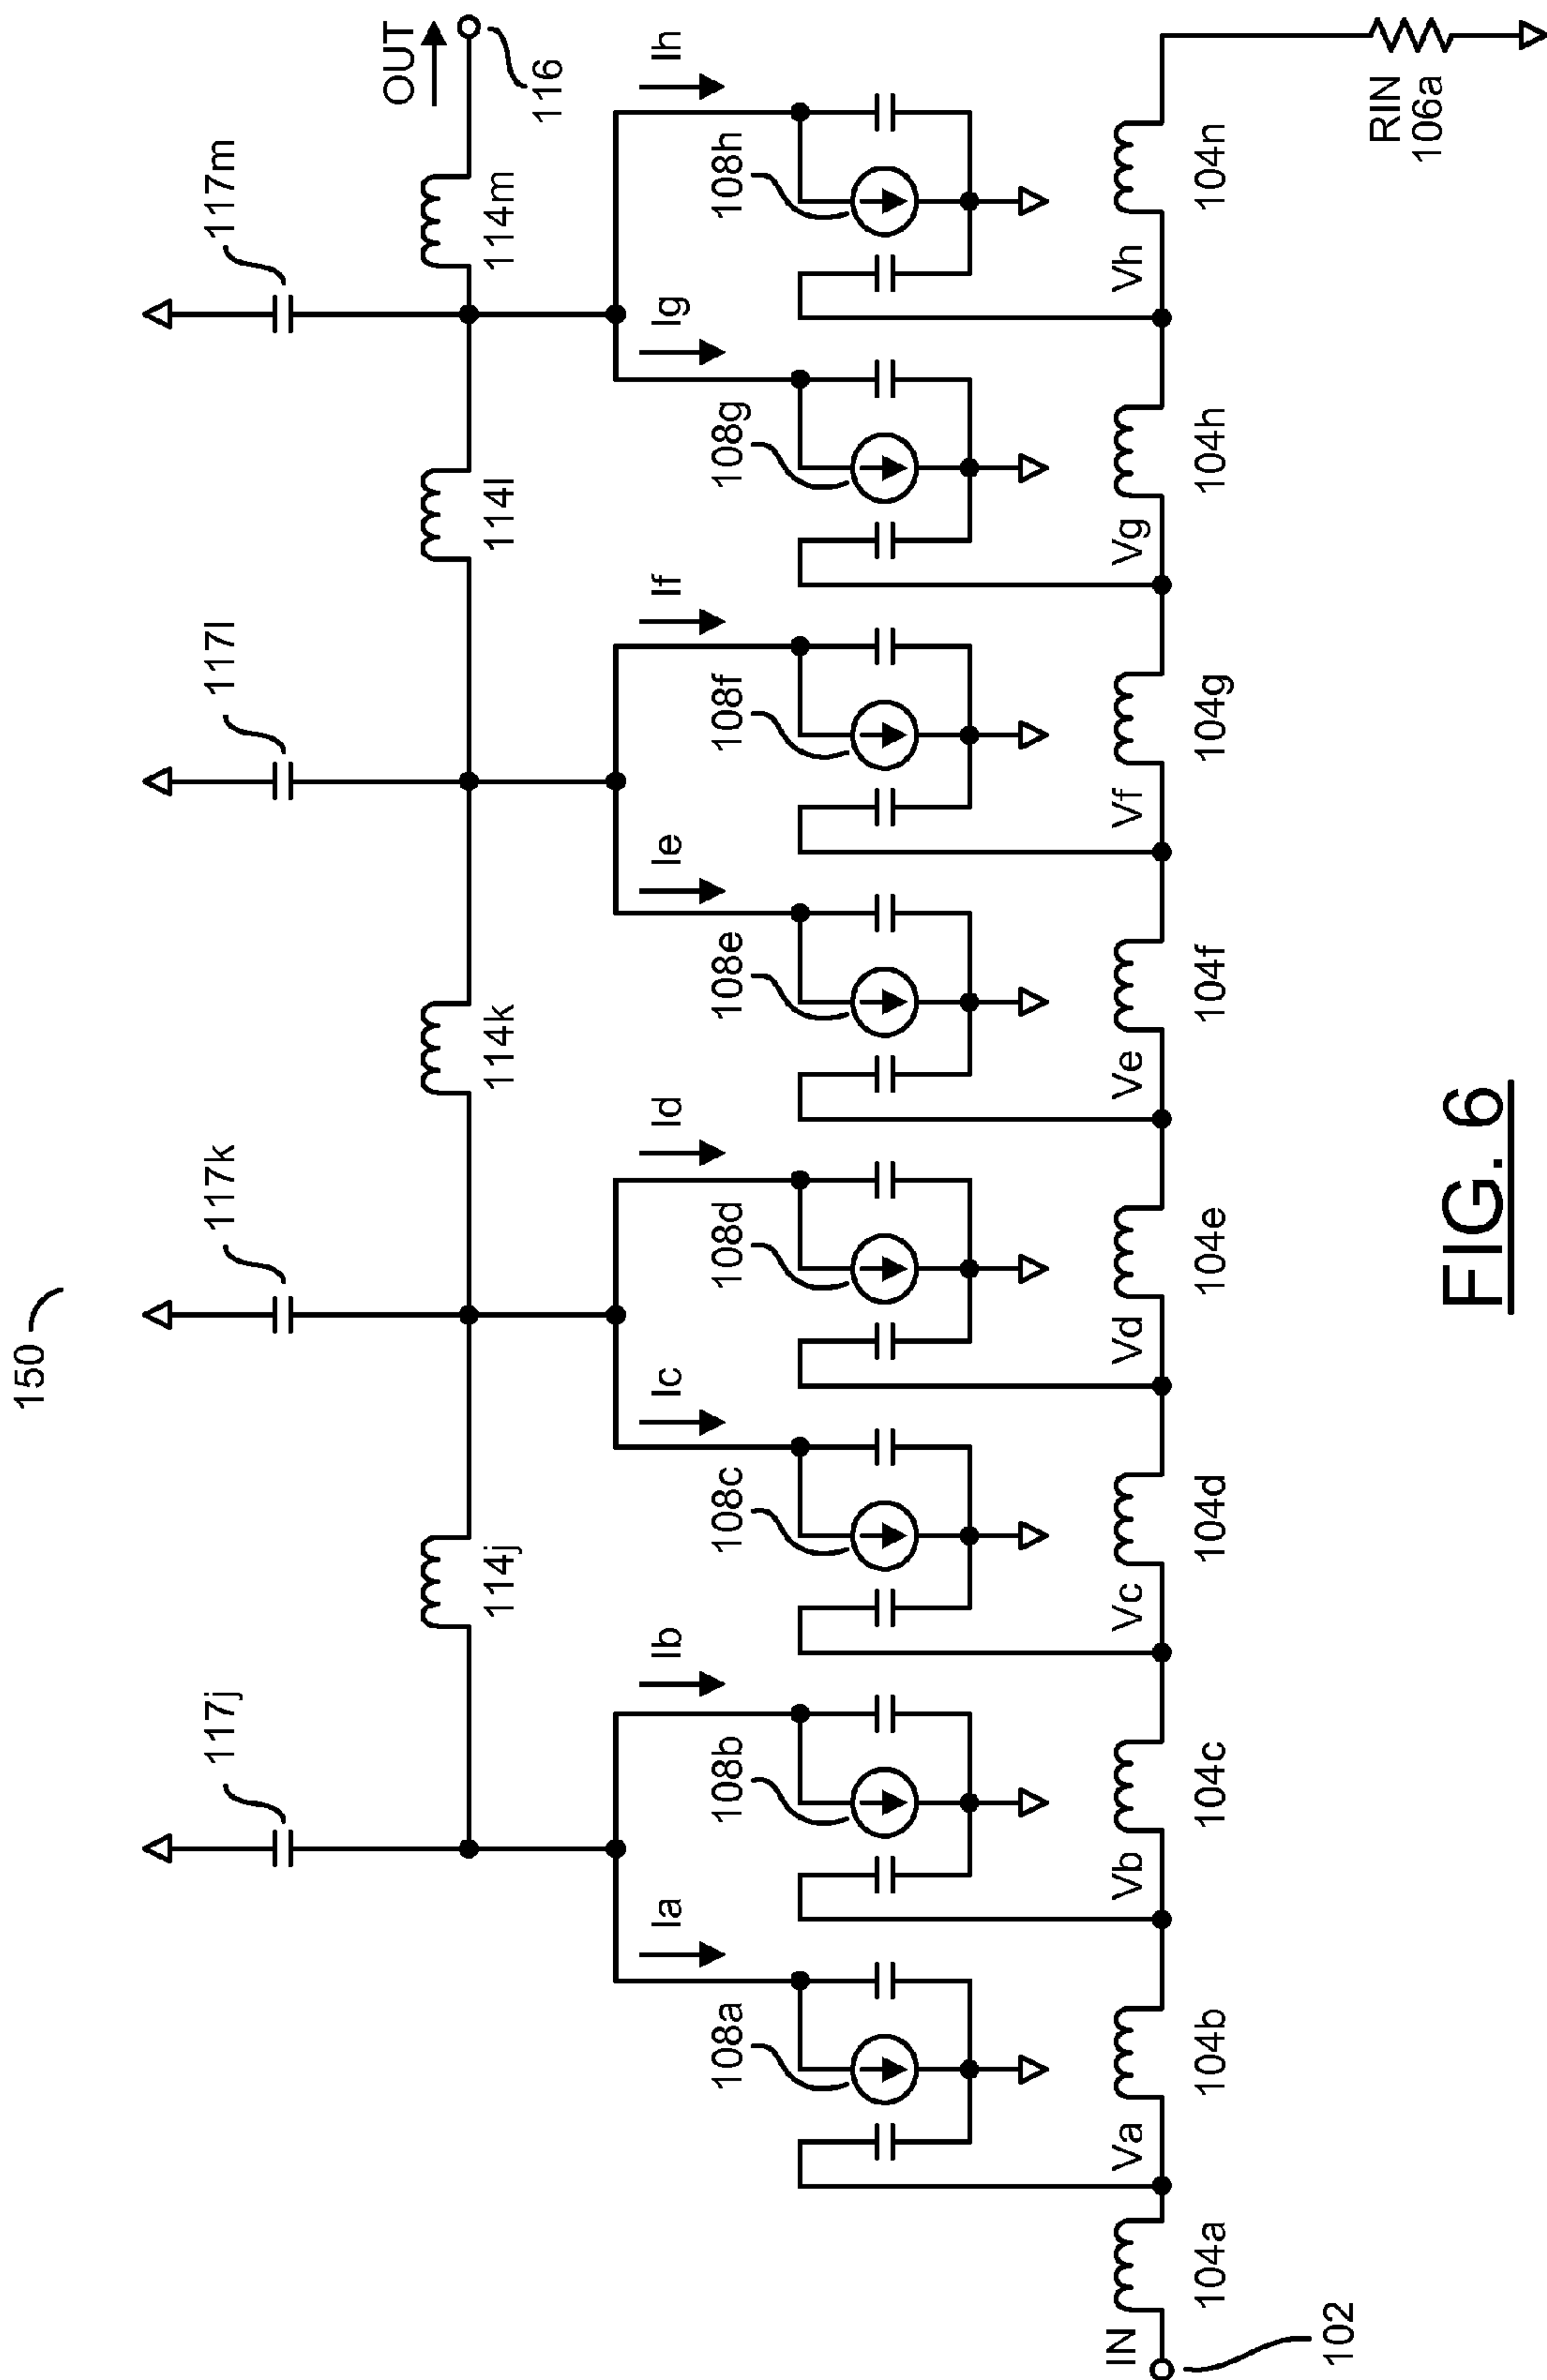 150
117j
117k
117l
117m
OUT
116
114j
114k
114l
114m
Ia
Ib
Ic
Id
Ie
If
Ig
Ih
108a
108b
108c
108d
108e
108f
108g
108h
IN
Va
Vb
Vc
Vd
Ve
Vf
Vg
Vh
102
104a
104b
104c
104d
104e
104f
104g
104h
104n
RIN
106a
FIG. 6